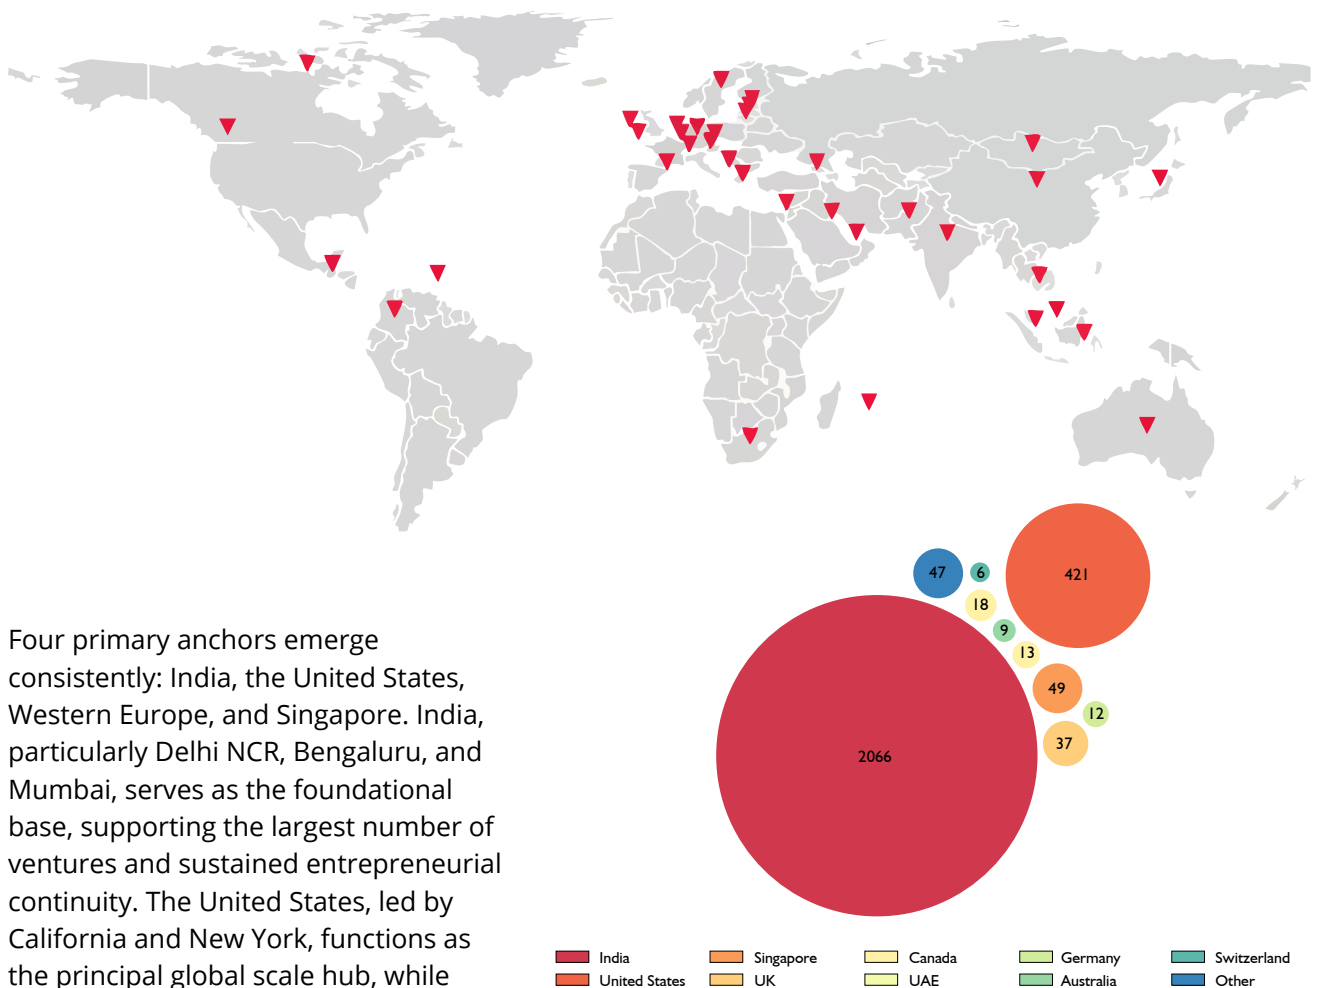 47
6
421
18
9
13
49
12
37
2066
Four primary anchors emerge
consistently: India, the United States,
Western Europe, and Singapore. India,
particularly Delhi NCR, Bengaluru, and
Mumbai, serves as the foundational
base, supporting the largest number of
ventures and sustained entrepreneurial
continuity. The United States, led by
California and New York, functions as
the principal global scale hub, while
India
Singapore
Canada
Germany
Switzerland
United States
UK
UAE
Australia
Other